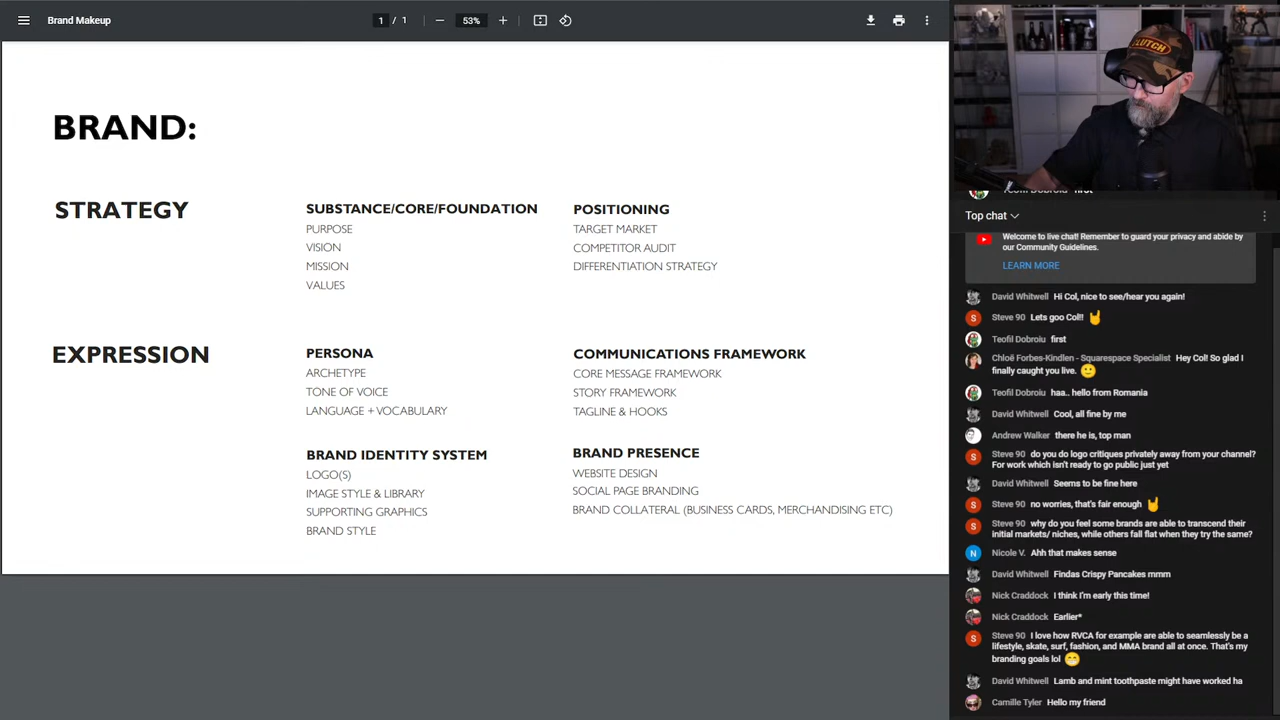 Brand Makeup
1 / 1
53%
BRAND:
STRATEGY
SUBSTANCE/CORE/FOUNDATION
PURPOSE
VISION
MISSION
VALUES
POSITIONING
TARGET MARKET
COMPETITOR AUDIT
DIFFERENTIATION STRATEGY
EXPRESSION
PERSONA
ARCHETYPE
TONE OF VOICE
LANGUAGE + VOCABULARY
COMMUNICATIONS FRAMEWORK
CORE MESSAGE FRAMEWORK
STORY FRAMEWORK
TAGLINE & HOOKS
BRAND IDENTITY SYSTEM
LOGO(S)
IMAGE STYLE & LIBRARY
SUPPORTING GRAPHICS
BRAND STYLE
BRAND PRESENCE
WEBSITE DESIGN
SOCIAL PAGE BRANDING
BRAND COLLATERAL (BUSINESS CARDS, MERCHANDISING ETC)
CLUTCH
Teofil Dobroiu first
Top chat
Welcome to live chat! Remember to guard your privacy and abide by
our Community Guidelines.
LEARN MORE
David Whitwell Hi Col, nice to see/hear you again!
S Steve 90 Lets goo Col!! 🤘
Teofil Dobroiu first
Chloë Forbes-Kindlen - Squarespace Specialist Hey Col! So glad I
finally caught you live. 🙂
Teofil Dobroiu haa.. hello from Romania
David Whitwell Cool, all fine by me
Andrew Walker there he is, top man
S Steve 90 do you do logo critiques privately away from your channel?
For work which isn't ready to go public just yet
David Whitwell Seems to be fine here
S Steve 90 no worries, that's fair enough 🤘
S Steve 90 why do you feel some brands are able to transcend their
initial markets/ niches, while others fall flat when they try the same?
N Nicole V. Ahh that makes sense
David Whitwell Findas Crispy Pancakes mmm
Nick Craddock I think I'm early this time!
Nick Craddock Earlier*
S Steve 90 I love how RVCA for example are able to seamlessly be a
lifestyle, skate, surf, fashion, and MMA brand all at once. That's my
branding goals lol 😁
David Whitwell Lamb and mint toothpaste might have worked ha
Camille Tyler Hello my friend